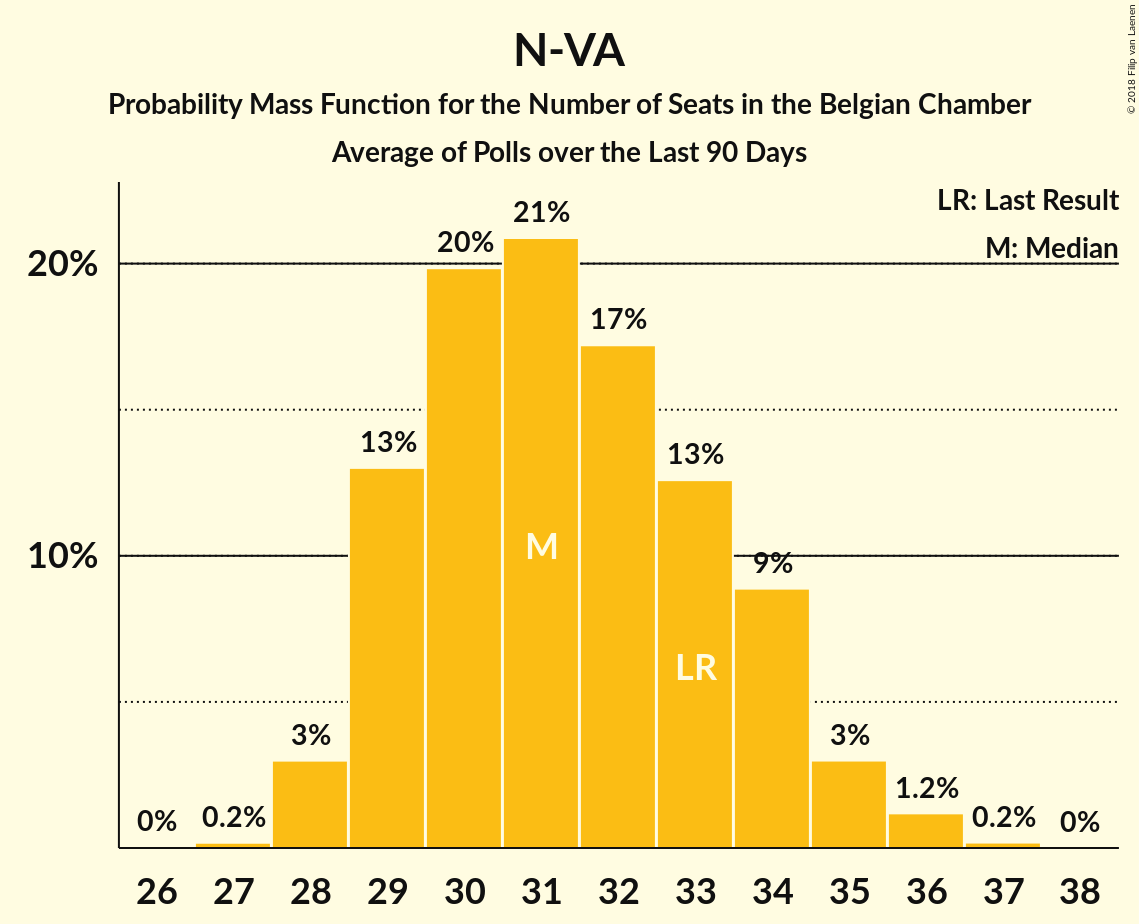 N-VA
Probability Mass Function for the Number of Seats in the Belgian Chamber
Average of Polls over the Last 90 Days
© 2018 Filip van Laenen
LR: Last Result
M: Median
20%
10%
0%
0.2%
3%
13%
20%
21%
17%
13%
9%
3%
1.2%
0.2%
0%
M
LR
26 27 28 29 30 31 32 33 34 35 36 37 38